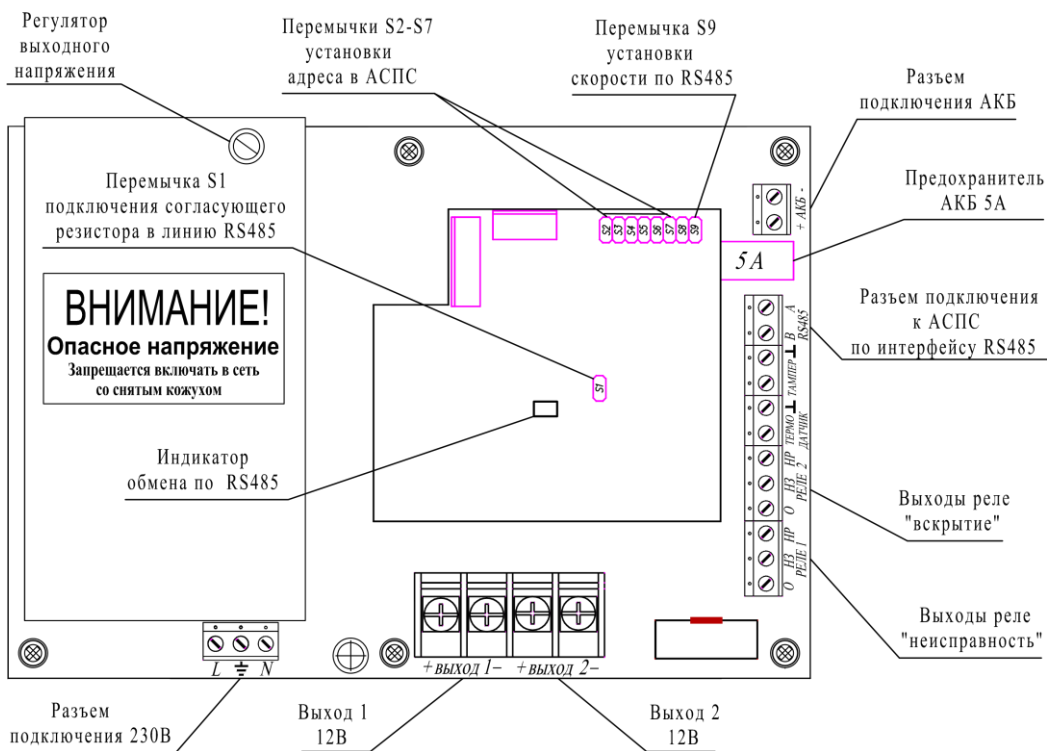 Регулятор
выходного
напряжения
Перемычки S2-S7
установки
адреса в АСПС
Перемычка S9
установки
скорости по RS485
Разъем
подключения АКБ
Предохранитель
АКБ 5А
Разъем подключения
к АСПС
по интерфейсу RS485
Выходы реле
"вскрытие"
Выходы реле
"неисправность"
Перемычка S1
подключения согласующего
резистора в линию RS485
ВНИМАНИЕ!
Опасное напряжение
Запрещается включать в сеть
со снятым кожухом
Индикатор
обмена по RS485
S2 S3 S4 S5 S6 S7 S8 S9
S1
5А
+ АКБ -
В А
RS485
ТАМПЕР
ТЕРМО
ДАТЧИК
О НЗ НР
РЕЛЕ 2
О НЗ НР
РЕЛЕ 1
L N
+выход 1– +выход 2–
Разъем
подключения 230В
Выход 1
12В
Выход 2
12В